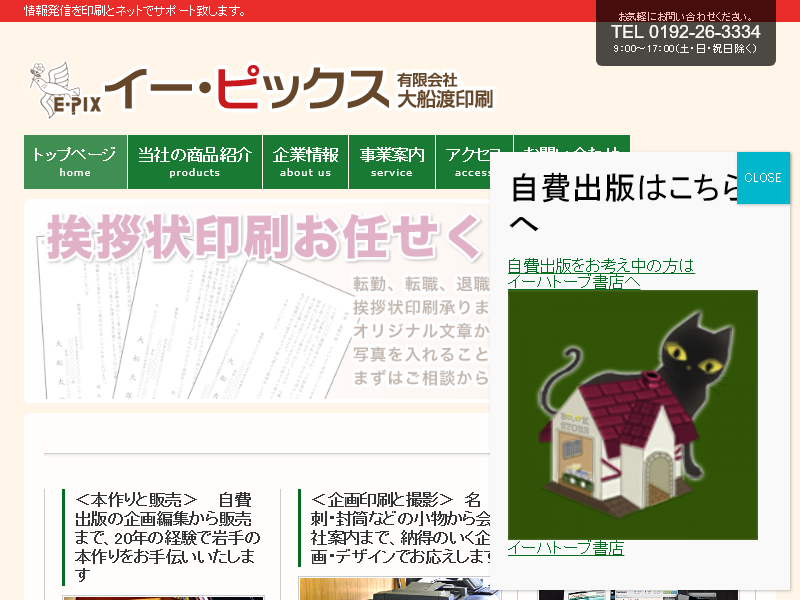 情報発信を印刷とネットでサポート致します。
お気軽にお問い合わせください。
TEL 0192-26-3334
9:00～17:00(土・日・祝日除く)
E-PIX イー・ピックス 有限会社
大船渡印刷
トップページ 当社の商品紹介 企業情報 事業案内
home products about us service
CLOSE
自費出版はこちら
へ
自費出版をお考え中の方は
イーハトーブ書店へ
BOOK
STORE
イーハトーブ書店
挨拶状印刷お任せく
転勤、転職、退職
挨拶状印刷承りま
オリジナル文章か
写真を入れること
まずはご相談から
＜本作りと販売＞　自費
出版の企画編集から販売
まで、20年の経験で岩手の
本作りをお手伝いいたしま
す
＜企画印刷と撮影＞　名
刺・封筒などの小物から会
社案内まで、納得のいく企
画・デザインでお応えします